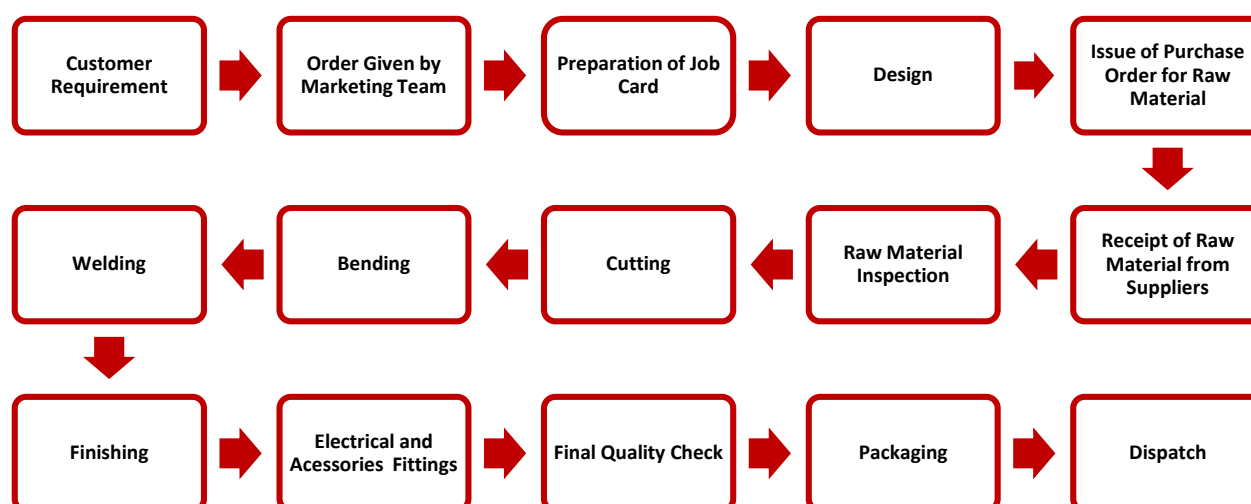 Customer
Requirement
Order Given by
Marketing Team
Preparation of Job
Card
Design
Issue of Purchase
Order for Raw
Material
Receipt of Raw
Material from
Suppliers
Raw Material
Inspection
Cutting
Bending
Welding
Finishing
Electrical and
Acessories Fittings
Final Quality Check
Packaging
Dispatch